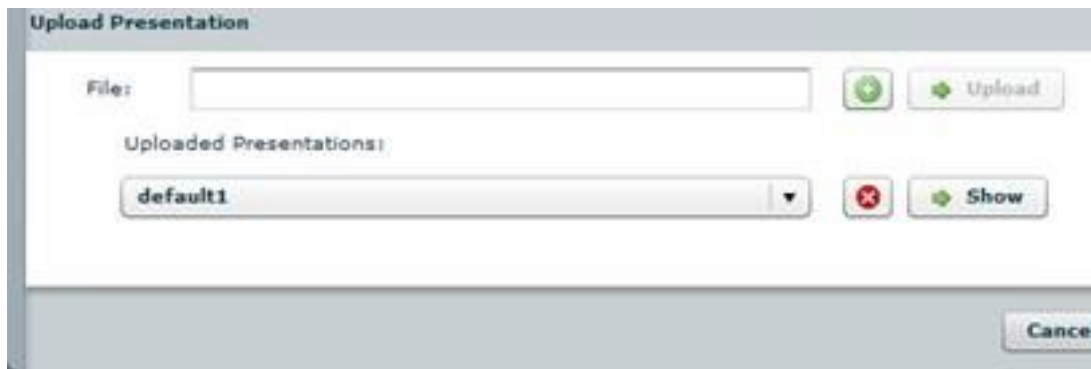 Upload Presentation
File:
Upload
Uploaded Presentations:
default1
Show
Cance